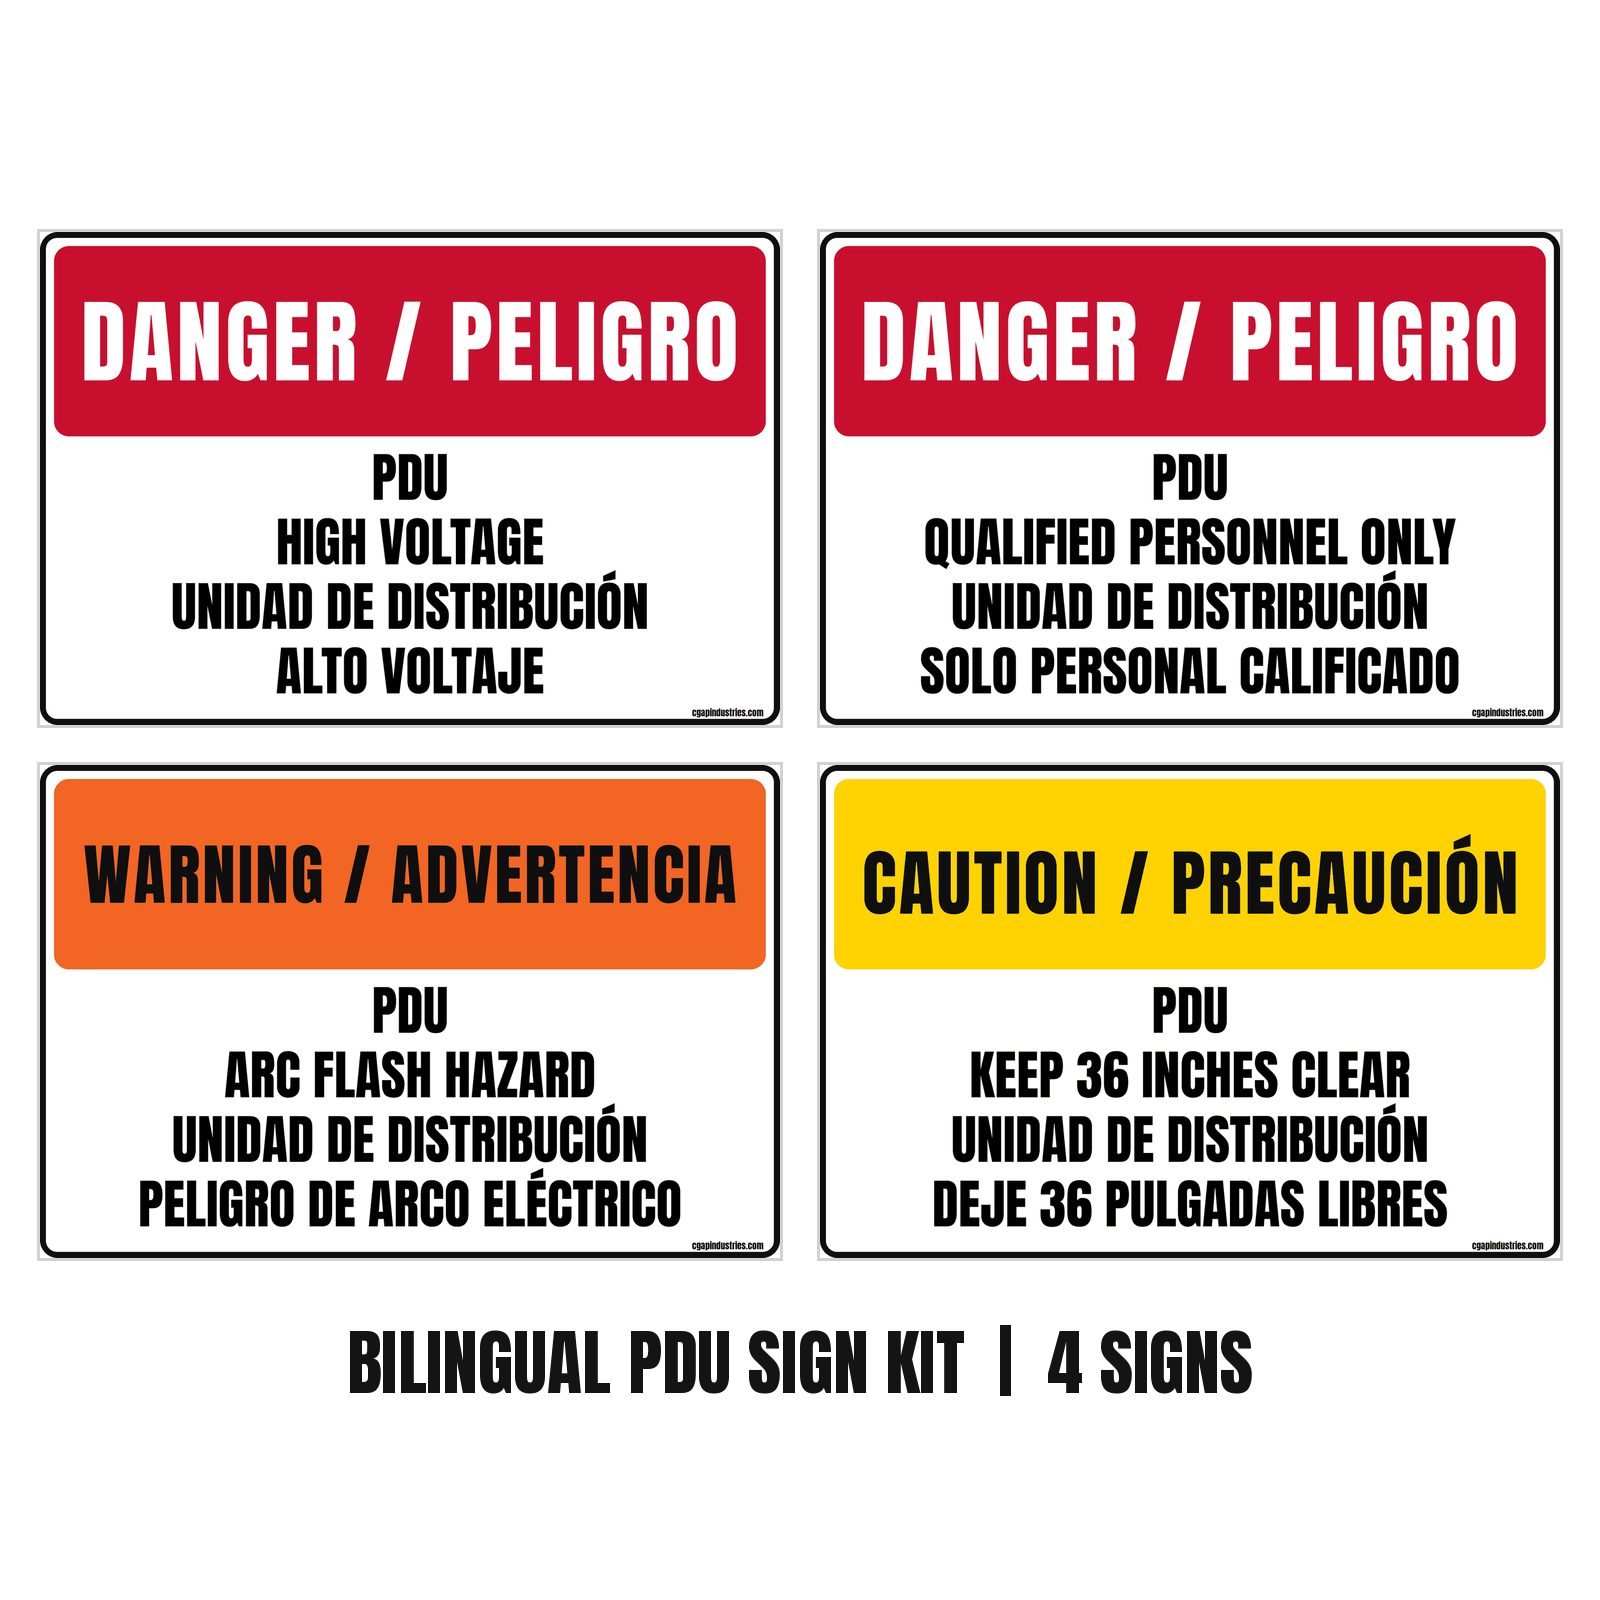 DANGER / PELIGRO
PDU
HIGH VOLTAGE
UNIDAD DE DISTRIBUCIÓN
ALTO VOLTAJE
cgapindustries.com
DANGER / PELIGRO
PDU
QUALIFIED PERSONNEL ONLY
UNIDAD DE DISTRIBUCIÓN
SOLO PERSONAL CALIFICADO
cgapindustries.com
WARNING / ADVERTENCIA
PDU
ARC FLASH HAZARD
UNIDAD DE DISTRIBUCIÓN
PELIGRO DE ARCO ELÉCTRICO
cgapindustries.com
CAUTION / PRECAUCIÓN
PDU
KEEP 36 INCHES CLEAR
UNIDAD DE DISTRIBUCIÓN
DEJE 36 PULGADAS LIBRES
cgapindustries.com
BILINGUAL PDU SIGN KIT | 4 SIGNS